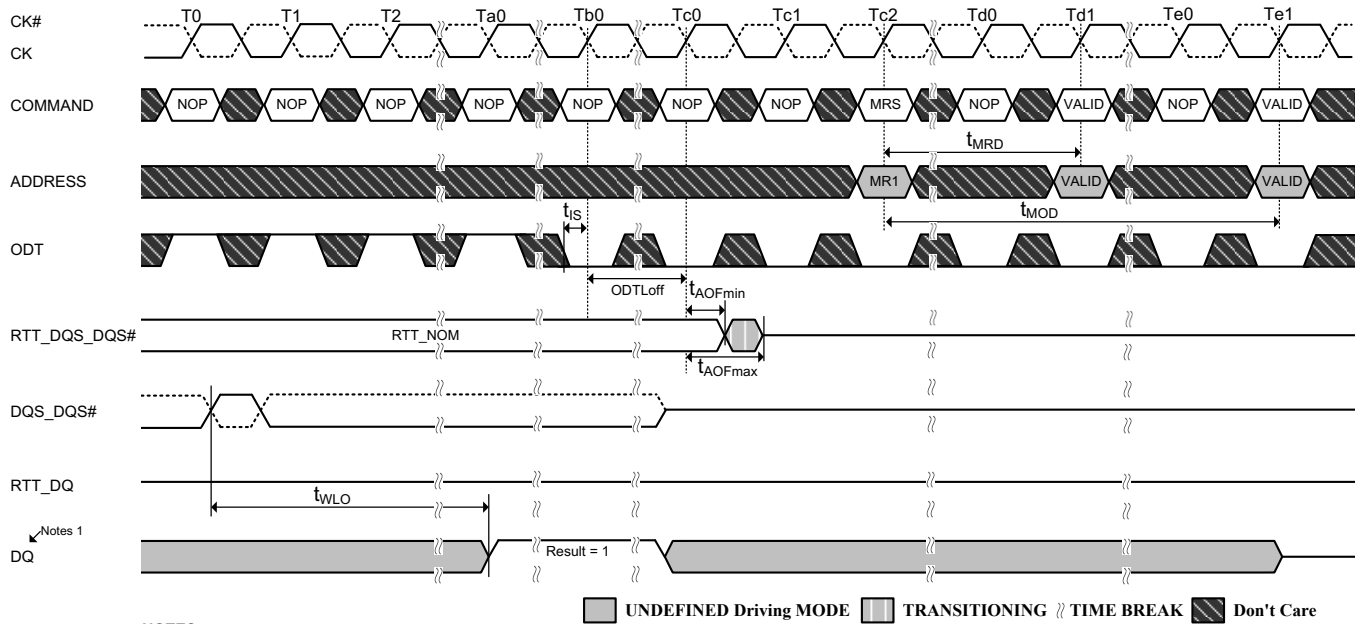 CK#
CK
T0 T1 T2 Ta0 Tb0 Tc0 Tc1 Tc2 Td0 Td1 Te0 Te1
COMMAND NOP NOP NOP NOP NOP NOP NOP MRS NOP VALID NOP VALID
tMRD
ADDRESS MR1 VALID VALID
tIS tMOD
ODT
ODTLoff tAOFmin
RTT_DQS_DQS# RTT_NOM
tAOFmax
DQS_DQS#
RTT_DQ
tWLO
Notes 1
DQ Result = 1
UNDEFINED Driving MODE TRANSITIONING TIME BREAK Don't Care